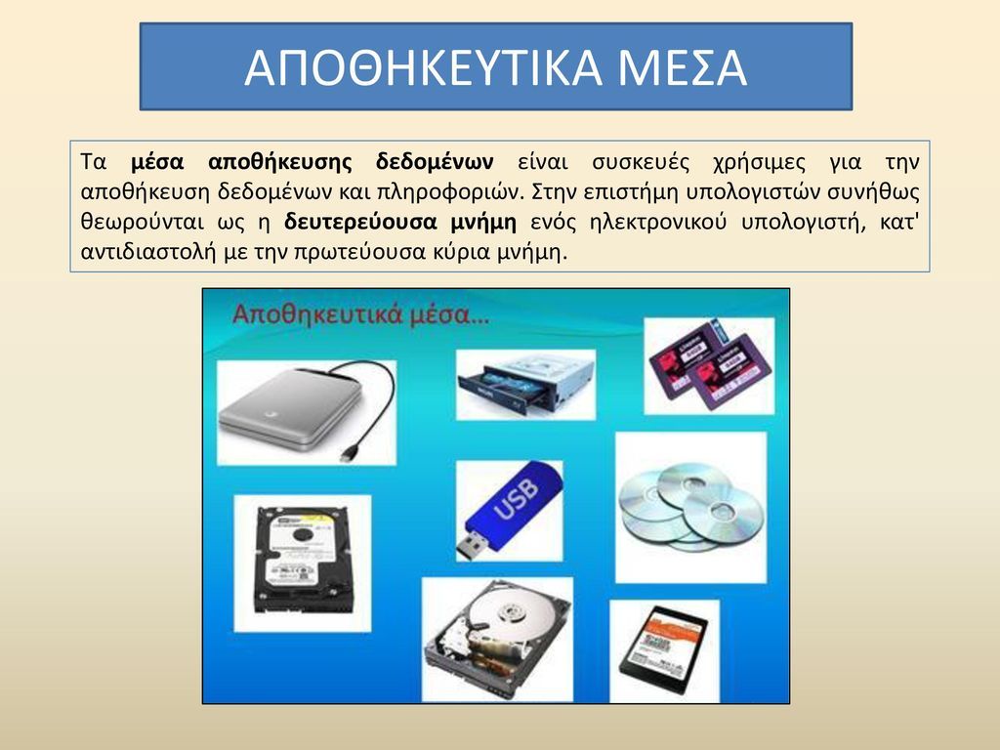 ΑΠΟΘΗΚΕΥΤΙΚΑ ΜΕΣΑ
Τα μέσα αποθήκευσης δεδομένων είναι συσκευές χρήσιμες για την
αποθήκευση δεδομένων και πληροφοριών. Στην επιστήμη υπολογιστών συνήθως
θεωρούνται ως η δευτερεύουσα μνήμη ενός ηλεκτρονικού υπολογιστή, κατ'
αντιδιαστολή με την πρωτεύουσα κύρια μνήμη.
Αποθηκευτικά μέσα...
USB